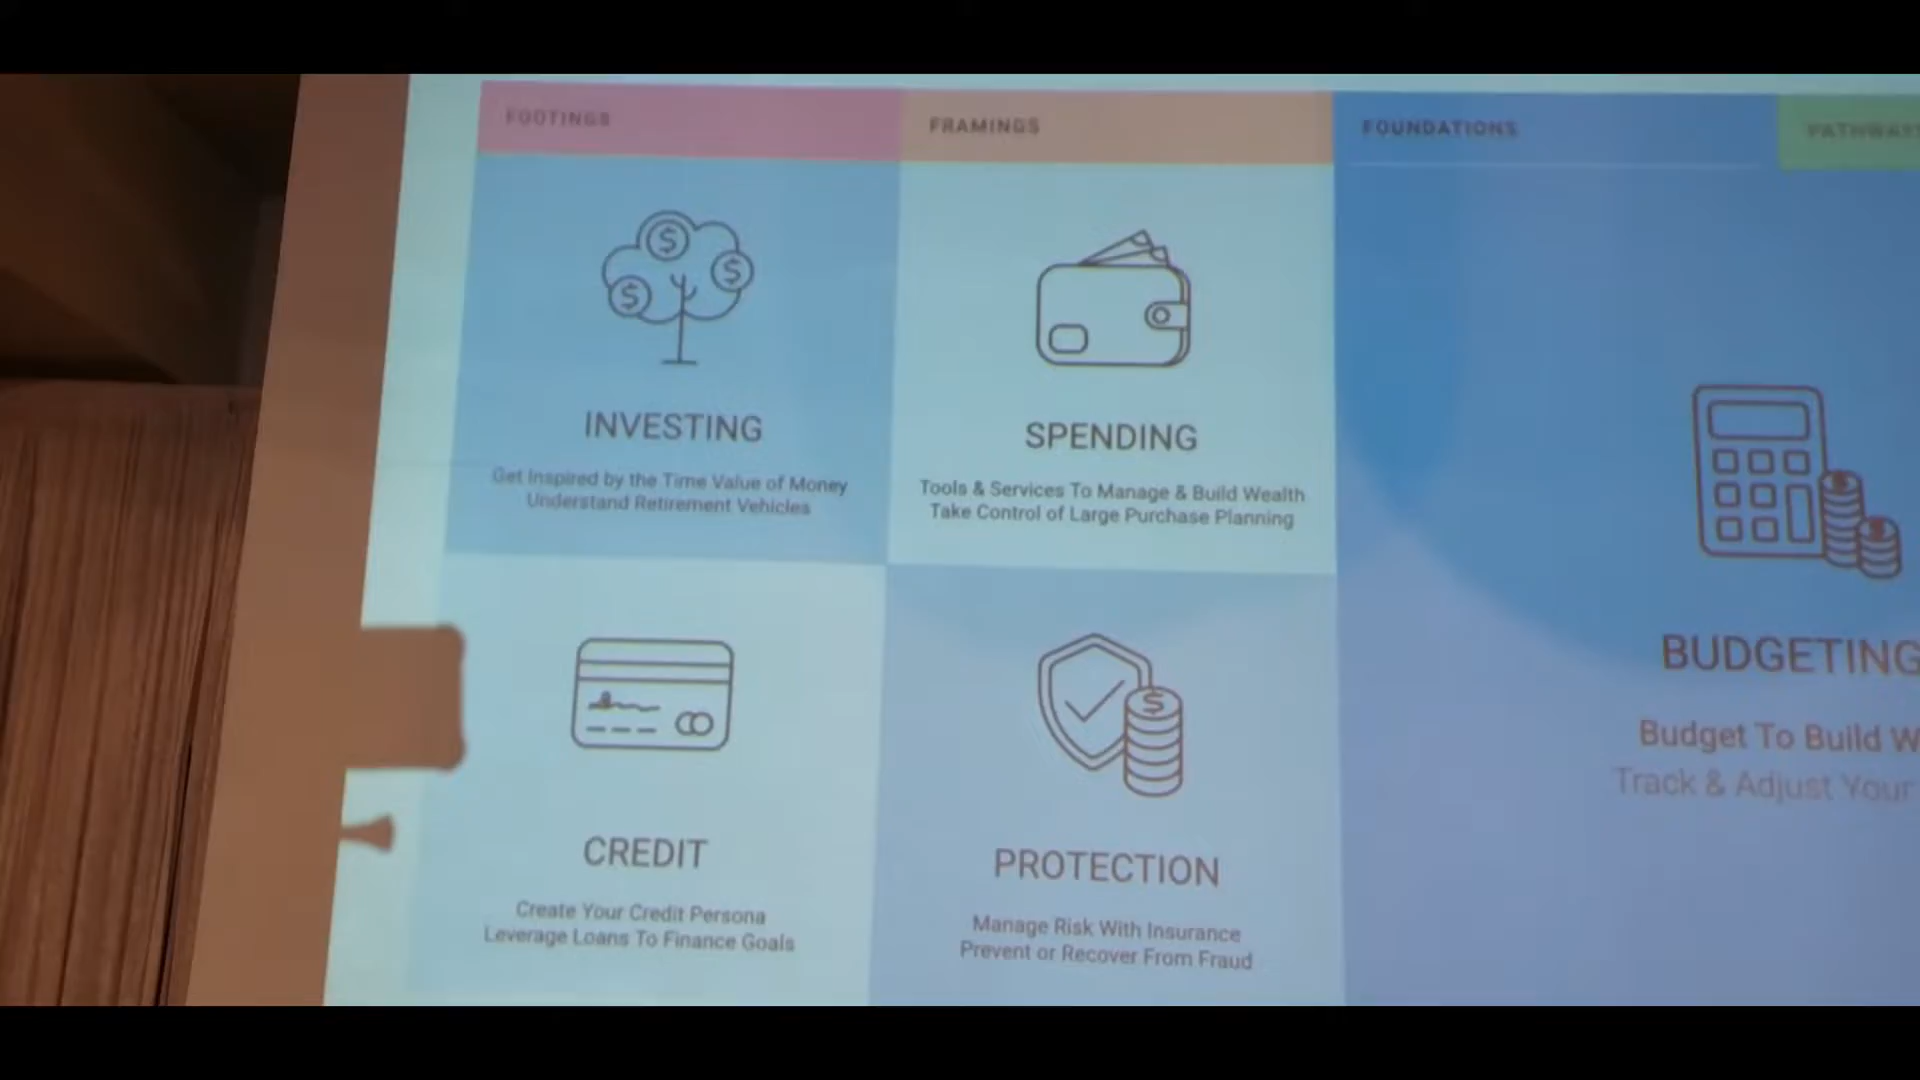 FOOTINGS
FRAMINGS
FOUNDATIONS
PATHWAYS
INVESTING
Get Inspired by the Time Value of Money
Understand Retirement Vehicles
SPENDING
Tools & Services To Manage & Build Wealth
Take Control of Large Purchase Planning
BUDGETING
Budget To Build W
Track & Adjust Your
CREDIT
Create Your Credit Persona
Leverage Loans To Finance Goals
PROTECTION
Manage Risk With Insurance
Prevent or Recover From Fraud